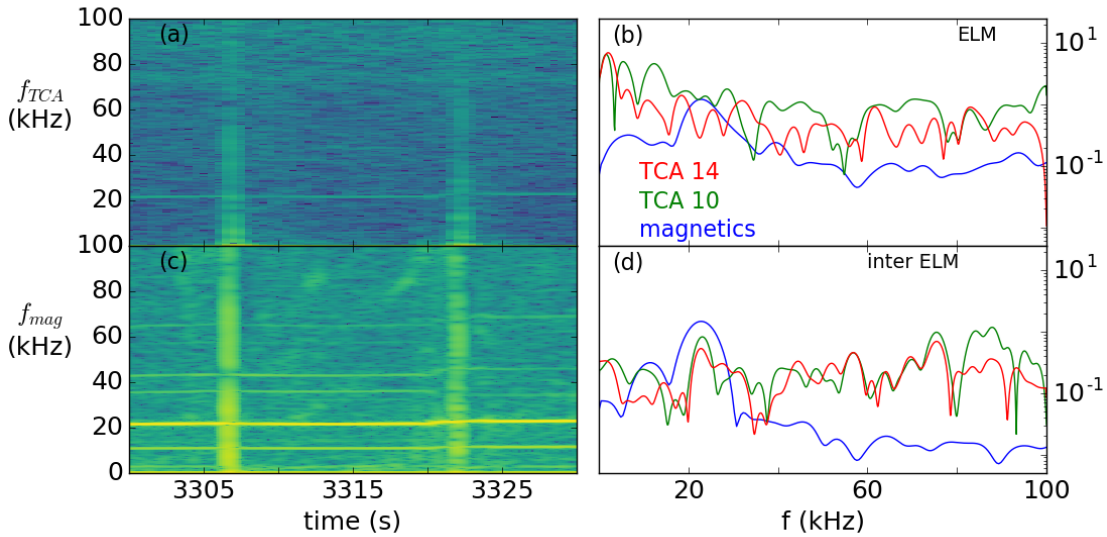 (a)
100
80
60
40
20
0
f_TCA
(kHz)
(b)
ELM
TCA 14
TCA 10
magnetics
10^1
10^-1
(c)
100
80
60
40
20
0
f_mag
(kHz)
3305
3315
3325
time (s)
(d)
inter ELM
10^1
10^-1
20
60
100
f (kHz)